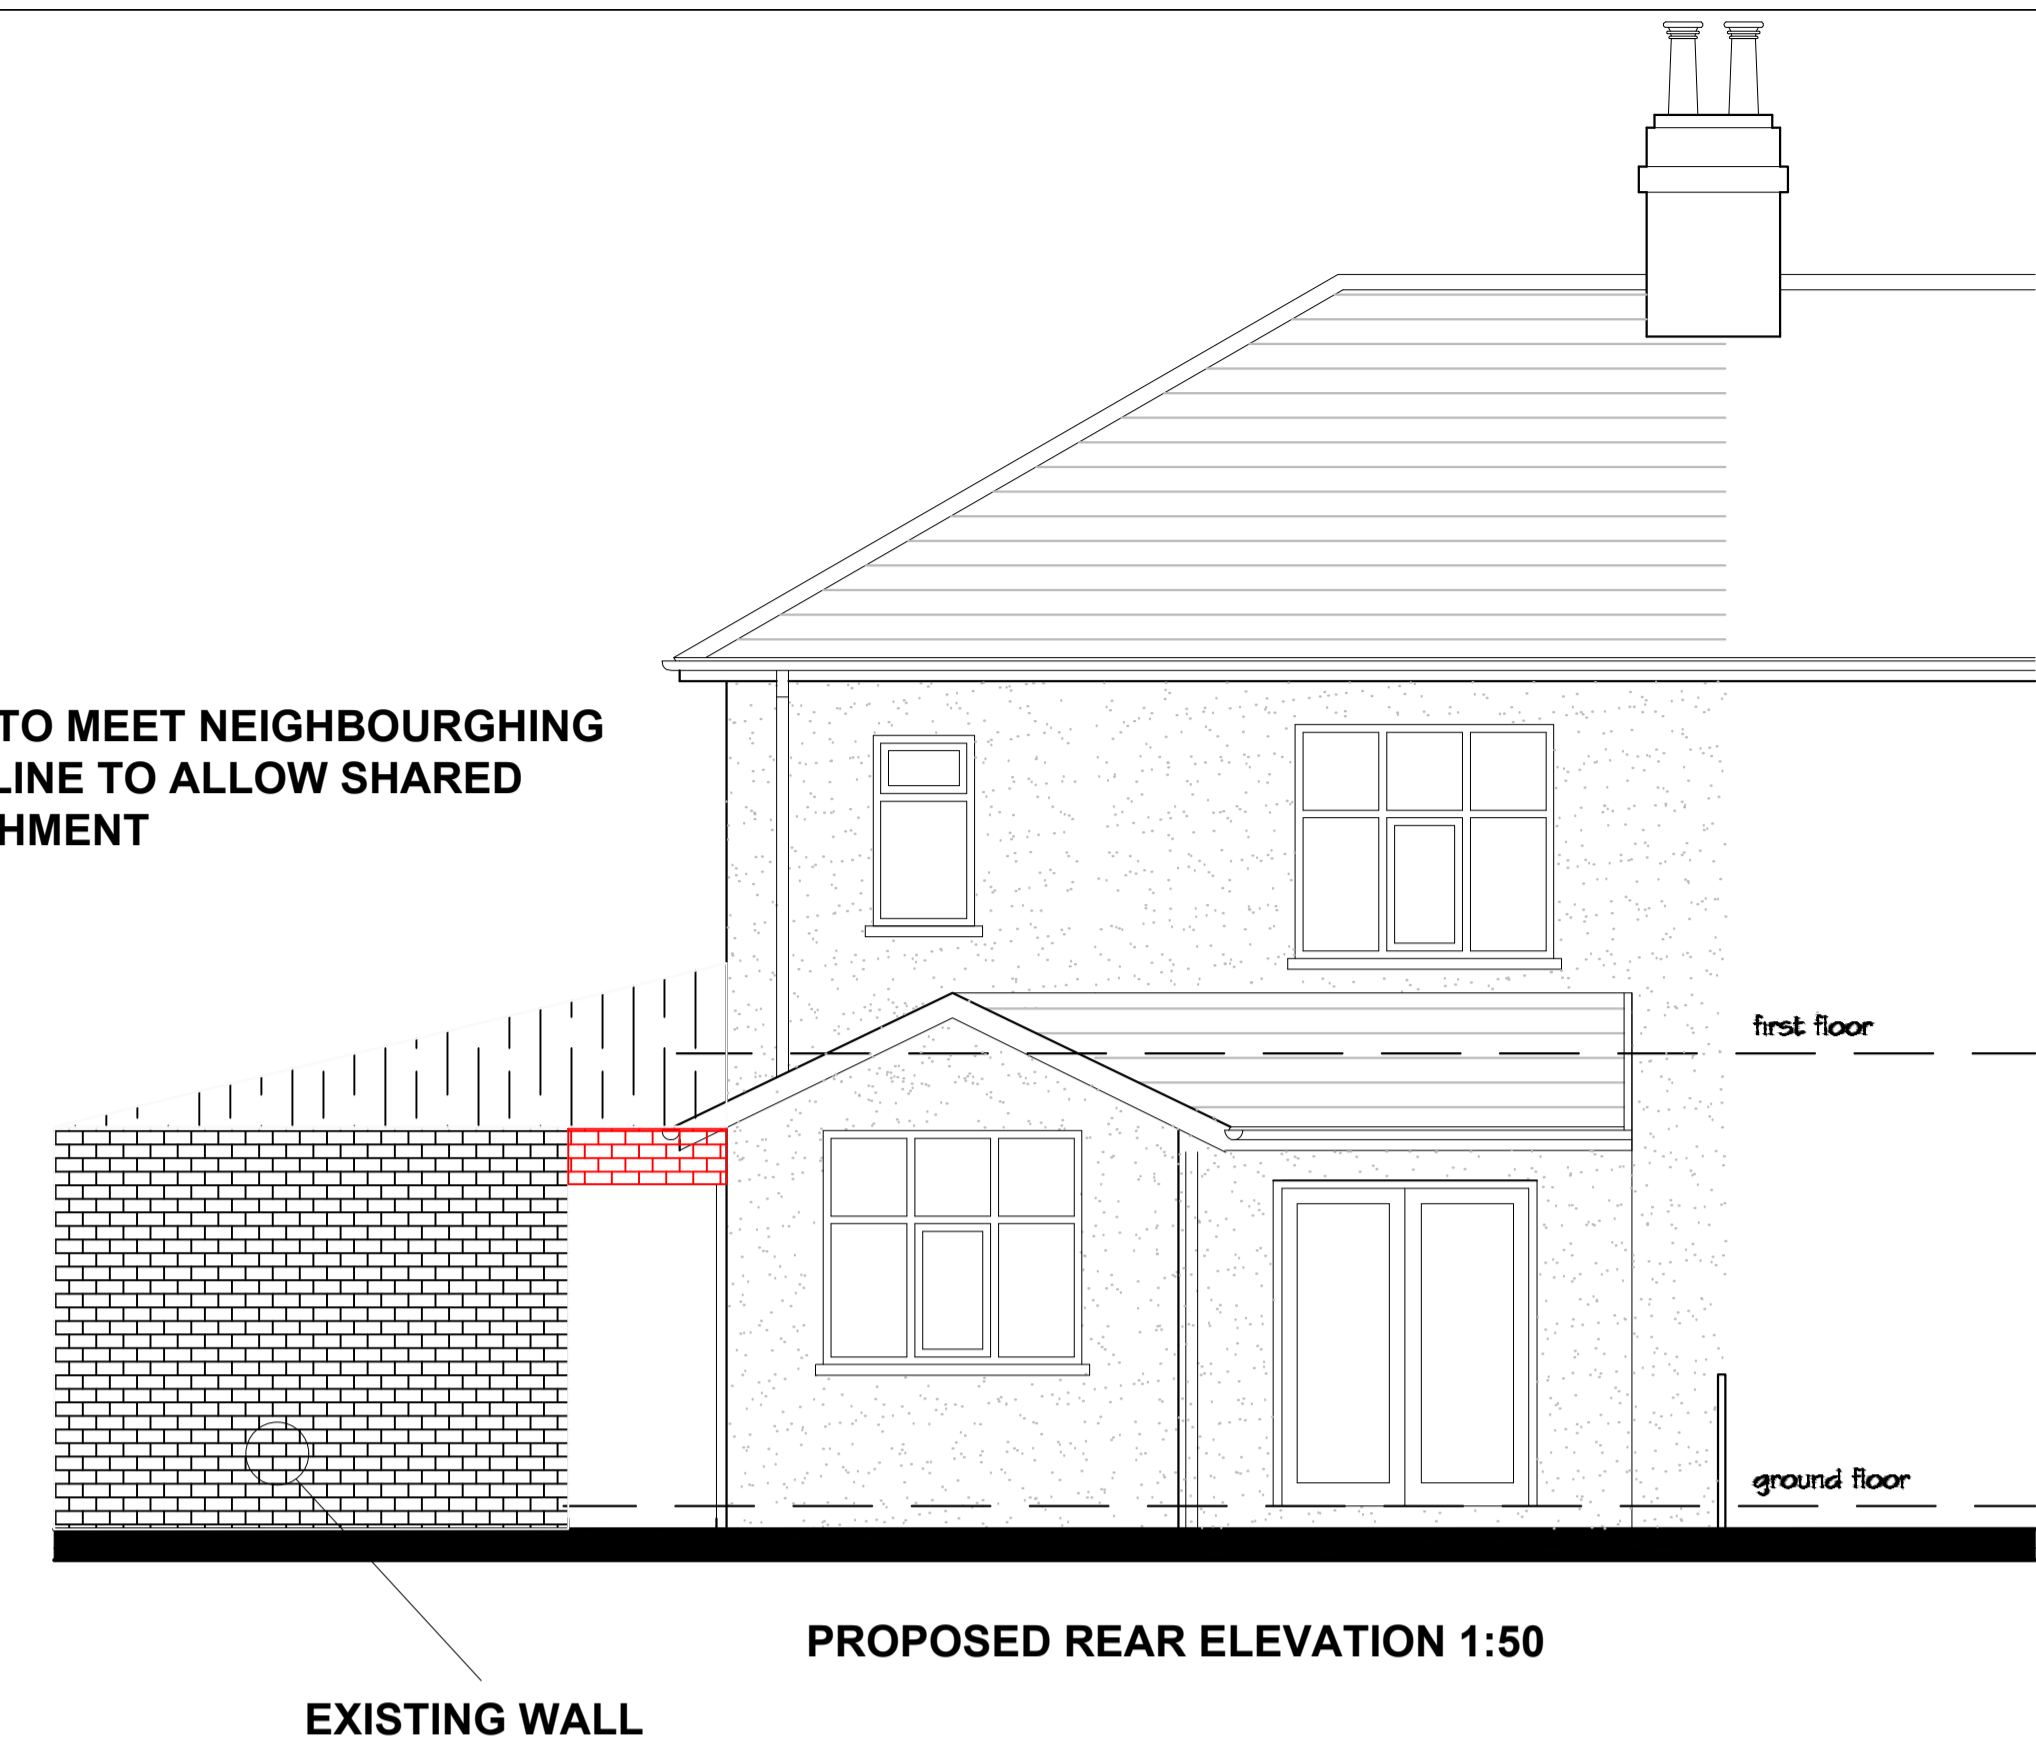 TO MEET NEIGHBOURGHING
LINE TO ALLOW SHARED
HMENT
first floor
ground floor
PROPOSED REAR ELEVATION 1:50
EXISTING WALL